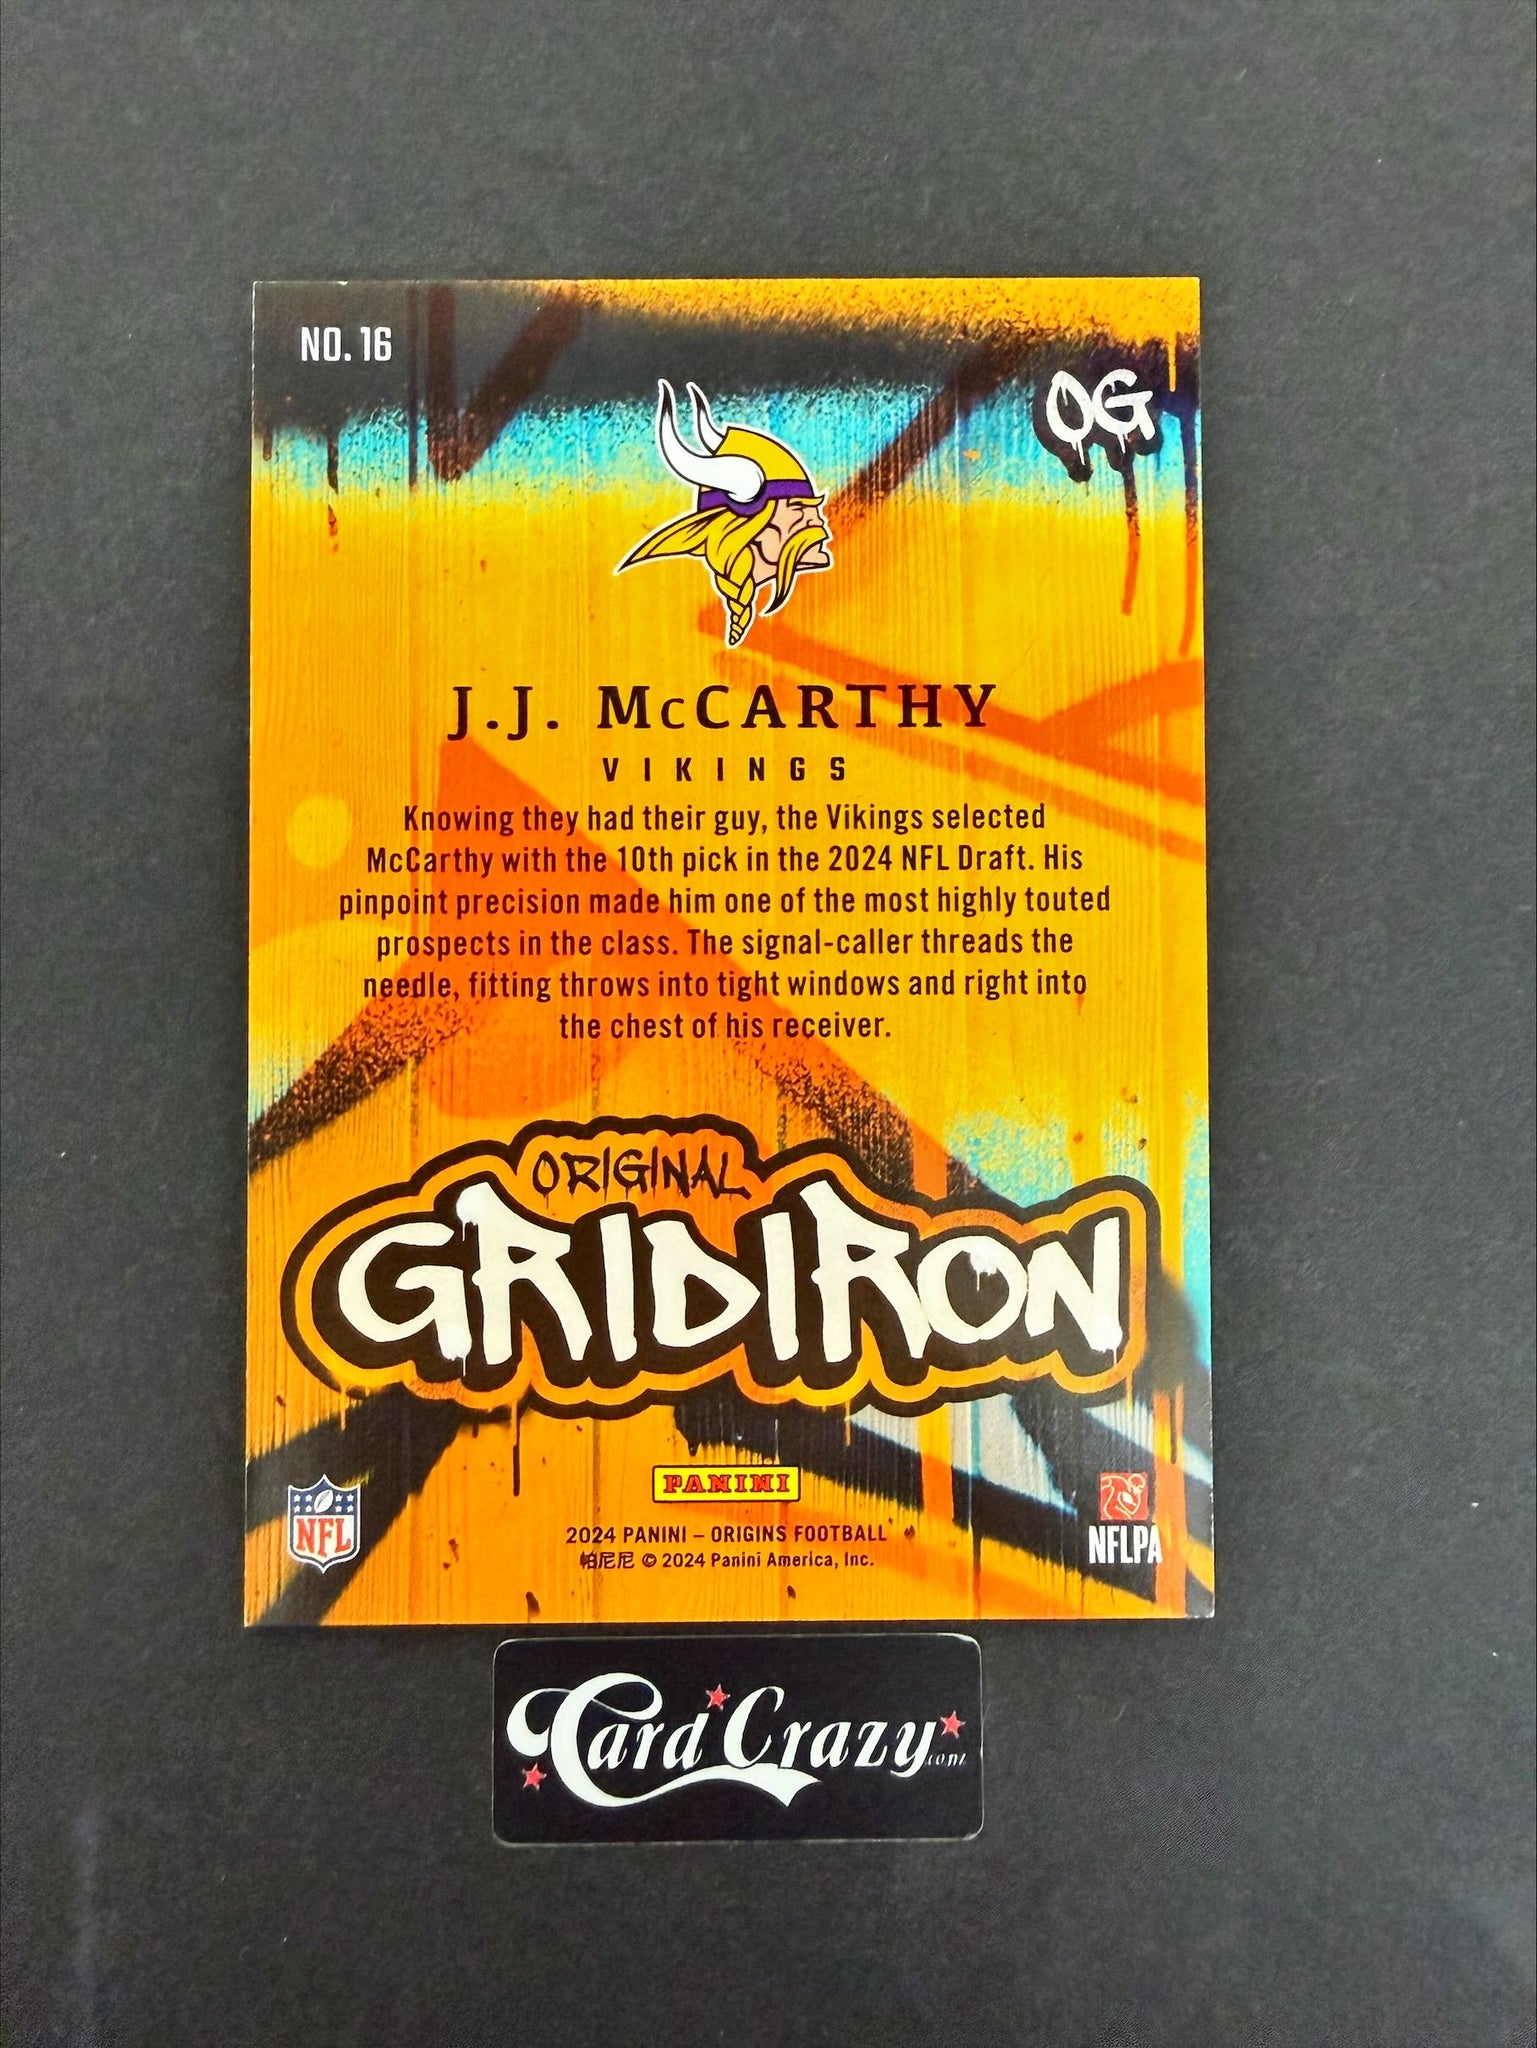 NO. 16
OG
J.J. McCARTHY
VIKINGS
Knowing they had their guy, the Vikings selected
McCarthy with the 10th pick in the 2024 NFL Draft. His
pinpoint precision made him one of the most highly touted
prospects in the class. The signal-caller threads the
needle, fitting throws into tight windows and right into
the chest of his receiver.
ORIGINAL
GRIDIRON
PANINI
NFL
NFLPA
2024 PANINI – ORIGINS FOOTBALL
帕尼尼 © 2024 Panini America, Inc.
Card Crazy.com